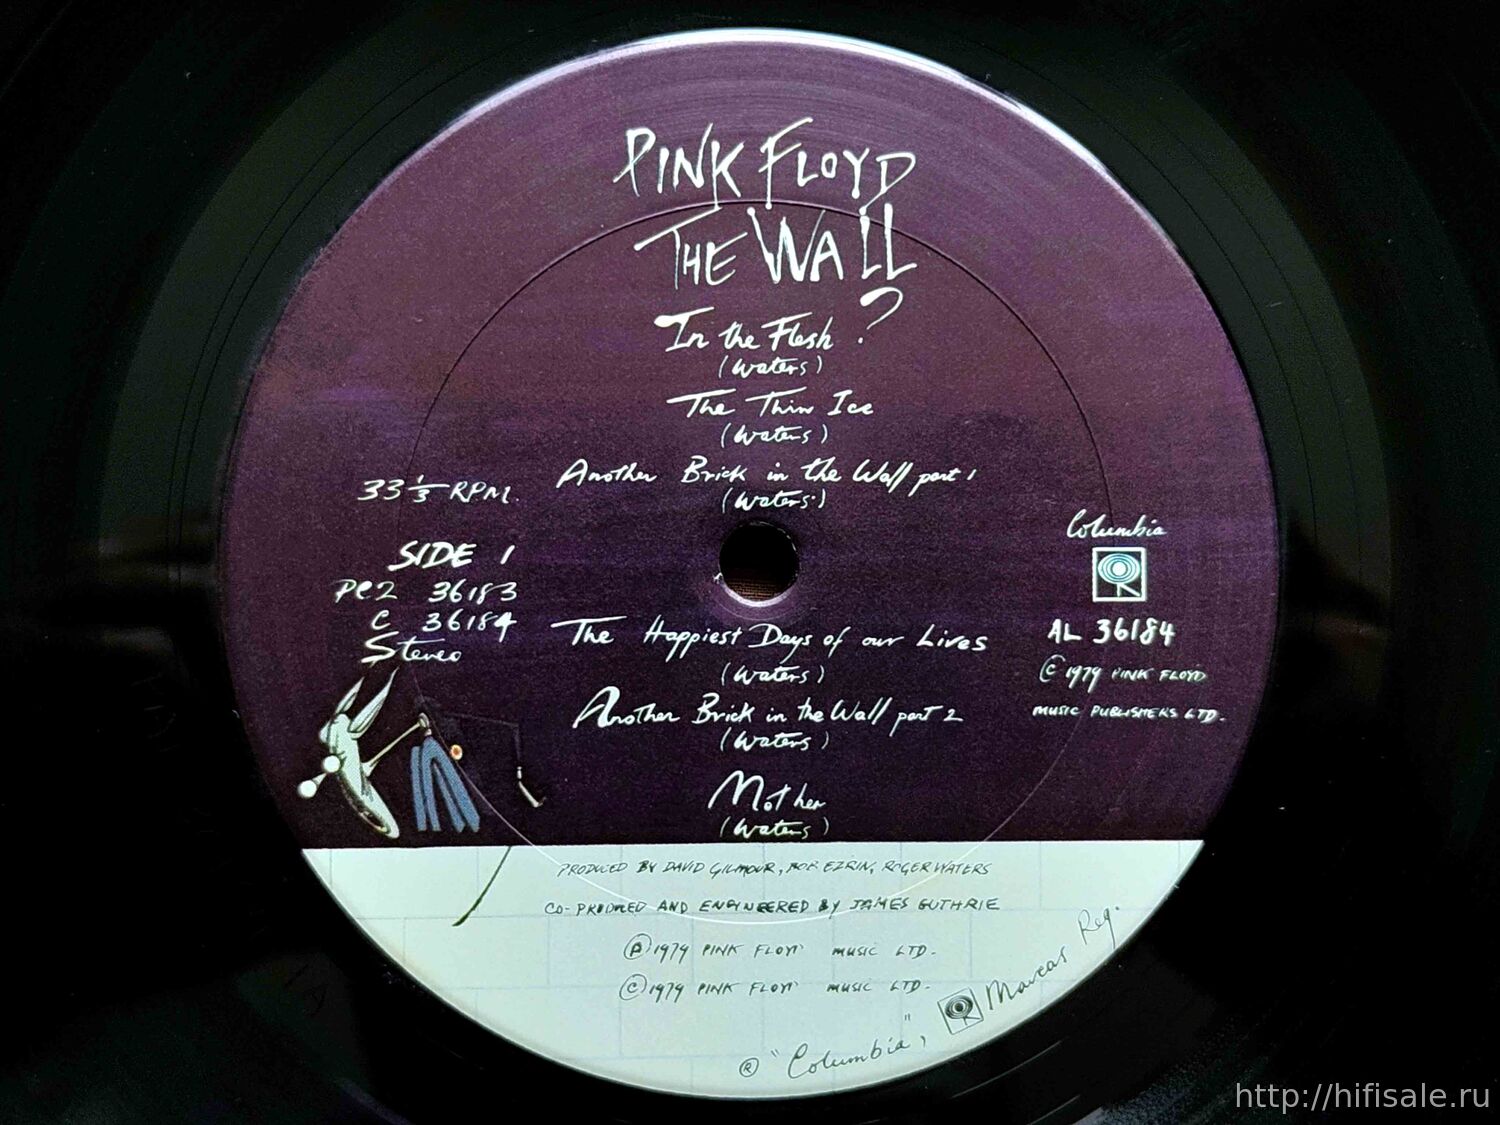 PINK FLOYD
THE WALL
In the Flesh ?
(Waters)
The Thin Ice
(Waters)
Another Brick in the Wall part 1
(Waters)
33 1/3 RPM.
SIDE 1
PC2 36183
C 36184
Stereo
Columbia
AL 36184
© 1979 PINK FLOYD
MUSIC PUBLISHERS LTD.
The Happiest Days of our Lives
(Waters)
Another Brick in the Wall part 2
(Waters)
Mother
(Waters)
PRODUCED BY DAVID GILMOUR, BOB EZRIN, ROGER WATERS
CO-PRODUCED AND ENGINEERED BY JAMES GUTHRIE
Ⓟ 1979 PINK FLOYD MUSIC LTD.
© 1979 PINK FLOYD MUSIC LTD.
® "Columbia", Marcas Reg.
http://hifisale.ru